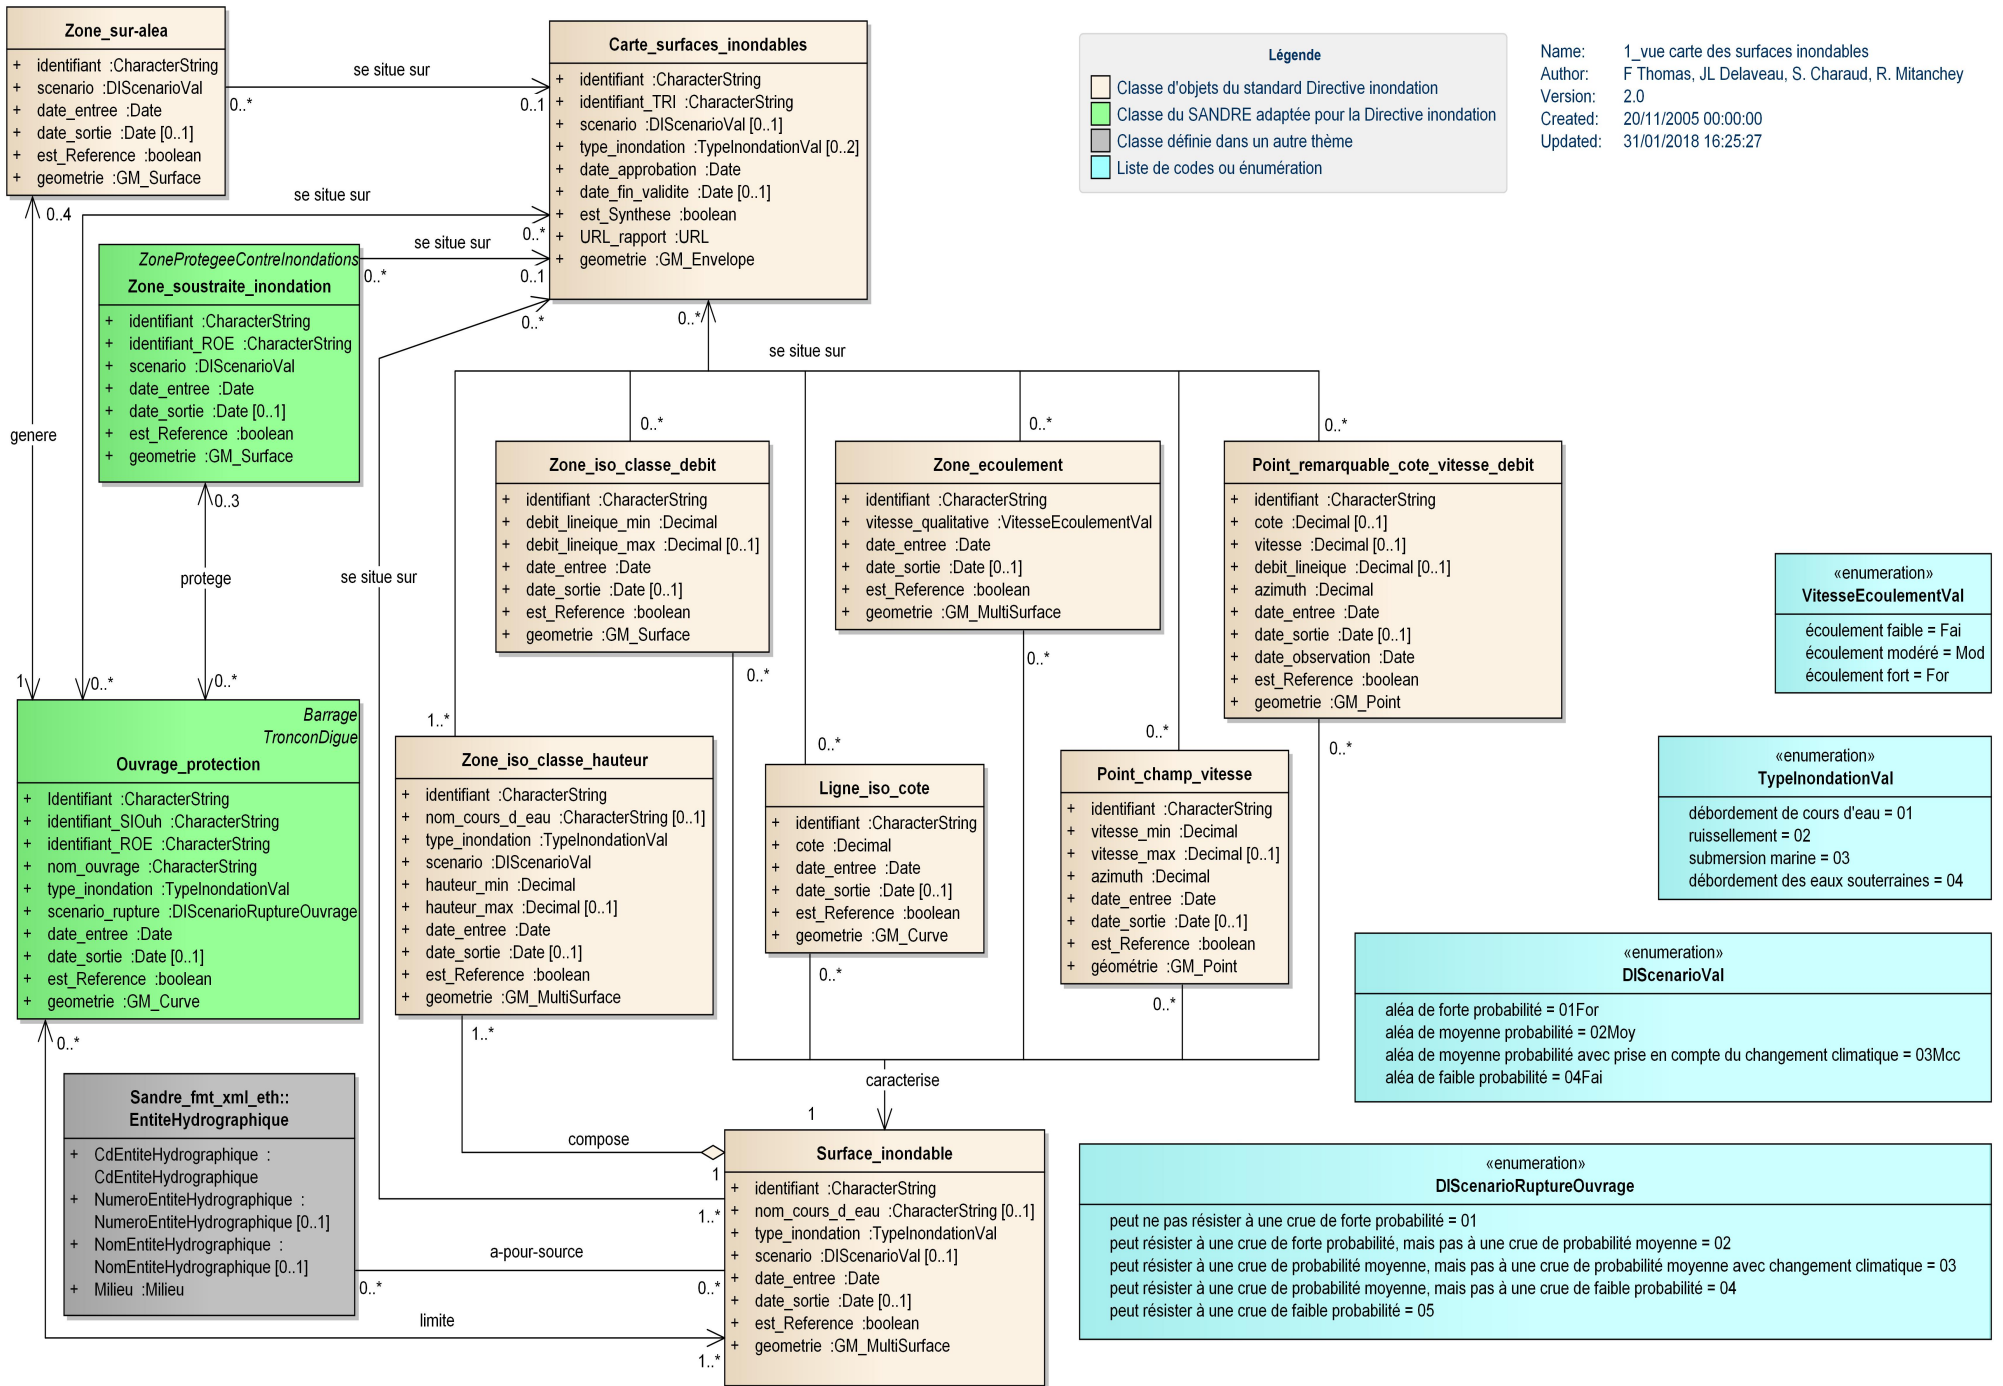 Zone_sur-alea
+ identifiant :CharacterString
+ scenario :DIScenarioVal
+ date_entree :Date
+ date_sortie :Date [0..1]
+ est_Reference :boolean
+ geometrie :GM_Surface
se situe sur
0..*
0..1
Carte_surfaces_inondables
+ identifiant :CharacterString
+ identifiant_TRI :CharacterString
+ scenario :DIScenarioVal [0..1]
+ type_inondation :TypeInondationVal [0..2]
+ date_approbation :Date
+ date_fin_validite :Date [0..1]
+ est_Synthese :boolean
+ URL_rapport :URL
+ geometrie :GM_Envelope
Légende
Classe d'objets du standard Directive inondation
Classe du SANDRE adaptée pour la Directive inondation
Classe définie dans un autre thème
Liste de codes ou énumération
Name: 1_vue carte des surfaces inondables
Author: F Thomas, JL Delaveau, S. Charaud, R. Mitanchey
Version: 2.0
Created: 20/11/2005 00:00:00
Updated: 31/01/2018 16:25:27
0..4
se situe sur
0..*
se situe sur
0..*
0..1
0..*
0..*
se situe sur
ZoneProtegeeContreInondations
Zone_soustraite_inondation
+ identifiant :CharacterString
+ identifiant_ROE :CharacterString
+ scenario :DIScenarioVal
+ date_entree :Date
+ date_sortie :Date [0..1]
+ est_Reference :boolean
+ geometrie :GM_Surface
genere
0..3
protege
se situe sur
1
0..*
0..*
0..*
Zone_iso_classe_debit
+ identifiant :CharacterString
+ debit_lineique_min :Decimal
+ debit_lineique_max :Decimal [0..1]
+ date_entree :Date
+ date_sortie :Date [0..1]
+ est_Reference :boolean
+ geometrie :GM_Surface
0..*
0..*
Zone_ecoulement
+ identifiant :CharacterString
+ vitesse_qualitative :VitesseEcoulementVal
+ date_entree :Date
+ date_sortie :Date [0..1]
+ est_Reference :boolean
+ geometrie :GM_MultiSurface
0..*
0..*
Point_remarquable_cote_vitesse_debit
+ identifiant :CharacterString
+ cote :Decimal [0..1]
+ vitesse :Decimal [0..1]
+ debit_lineique :Decimal [0..1]
+ azimuth :Decimal
+ date_entree :Date
+ date_sortie :Date [0..1]
+ date_observation :Date
+ est_Reference :boolean
+ geometrie :GM_Point
0..*
«enumeration»
VitesseEcoulementVal
écoulement faible = Fai
écoulement modéré = Mod
écoulement fort = For
Barrage
TronconDigue
Ouvrage_protection
+ Identifiant :CharacterString
+ identifiant_SIOuh :CharacterString
+ identifiant_ROE :CharacterString
+ nom_ouvrage :CharacterString
+ type_inondation :TypeInondationVal
+ scenario_rupture :DIScenarioRuptureOuvrage
+ date_entree :Date
+ date_sortie :Date [0..1]
+ est_Reference :boolean
+ geometrie :GM_Curve
0..*
1..*
Zone_iso_classe_hauteur
+ identifiant :CharacterString
+ nom_cours_d_eau :CharacterString [0..1]
+ type_inondation :TypeInondationVal
+ scenario :DIScenarioVal
+ hauteur_min :Decimal
+ hauteur_max :Decimal [0..1]
+ date_entree :Date
+ date_sortie :Date [0..1]
+ est_Reference :boolean
+ geometrie :GM_MultiSurface
1..*
0..*
Ligne_iso_cote
+ identifiant :CharacterString
+ cote :Decimal
+ date_entree :Date
+ date_sortie :Date [0..1]
+ est_Reference :boolean
+ geometrie :GM_Curve
0..*
0..*
Point_champ_vitesse
+ identifiant :CharacterString
+ vitesse_min :Decimal
+ vitesse_max :Decimal [0..1]
+ azimuth :Decimal
+ date_entree :Date
+ date_sortie :Date [0..1]
+ est_Reference :boolean
+ géométrie :GM_Point
0..*
«enumeration»
TypeInondationVal
débordement de cours d'eau = 01
ruissellement = 02
submersion marine = 03
débordement des eaux souterraines = 04
«enumeration»
DIScenarioVal
aléa de forte probabilité = 01For
aléa de moyenne probabilité = 02Moy
aléa de moyenne probabilité avec prise en compte du changement climatique = 03Mcc
aléa de faible probabilité = 04Fai
Sandre_fmt_xml_eth::
EntiteHydrographique
+ CdEntiteHydrographique :
CdEntiteHydrographique
+ NumeroEntiteHydrographique :
NumeroEntiteHydrographique [0..1]
+ NomEntiteHydrographique :
NomEntiteHydrographique [0..1]
+ Milieu :Milieu
caracterise
1
compose
1
1..*
a-pour-source
0..*
0..*
limite
1..*
Surface_inondable
+ identifiant :CharacterString
+ nom_cours_d_eau :CharacterString [0..1]
+ type_inondation :TypeInondationVal
+ scenario :DIScenarioVal [0..1]
+ date_entree :Date
+ date_sortie :Date [0..1]
+ est_Reference :boolean
+ geometrie :GM_MultiSurface
«enumeration»
DIScenarioRuptureOuvrage
peut ne pas résister à une crue de forte probabilité = 01
peut résister à une crue de forte probabilité, mais pas à une crue de probabilité moyenne = 02
peut résister à une crue de probabilité moyenne, mais pas à une crue de probabilité moyenne avec changement climatique = 03
peut résister à une crue de probabilité moyenne, mais pas à une crue de faible probabilité = 04
peut résister à une crue de faible probabilité = 05